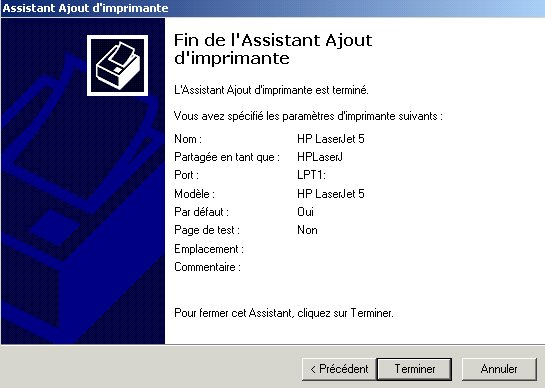 Assistant Ajout d'imprimante
Fin de l'Assistant Ajout
d'imprimante
L'Assistant Ajout d'imprimante est terminé.
Vous avez spécifié les paramètres d'imprimante suivants :
Nom : HP LaserJet 5
Partagée en tant que : HPLaserJ
Port : LPT1:
Modèle : HP LaserJet 5
Par défaut : Oui
Page de test : Non
Emplacement :
Commentaire :
Pour fermer cet Assistant, cliquez sur Terminer.
< Précédent Terminer Annuler